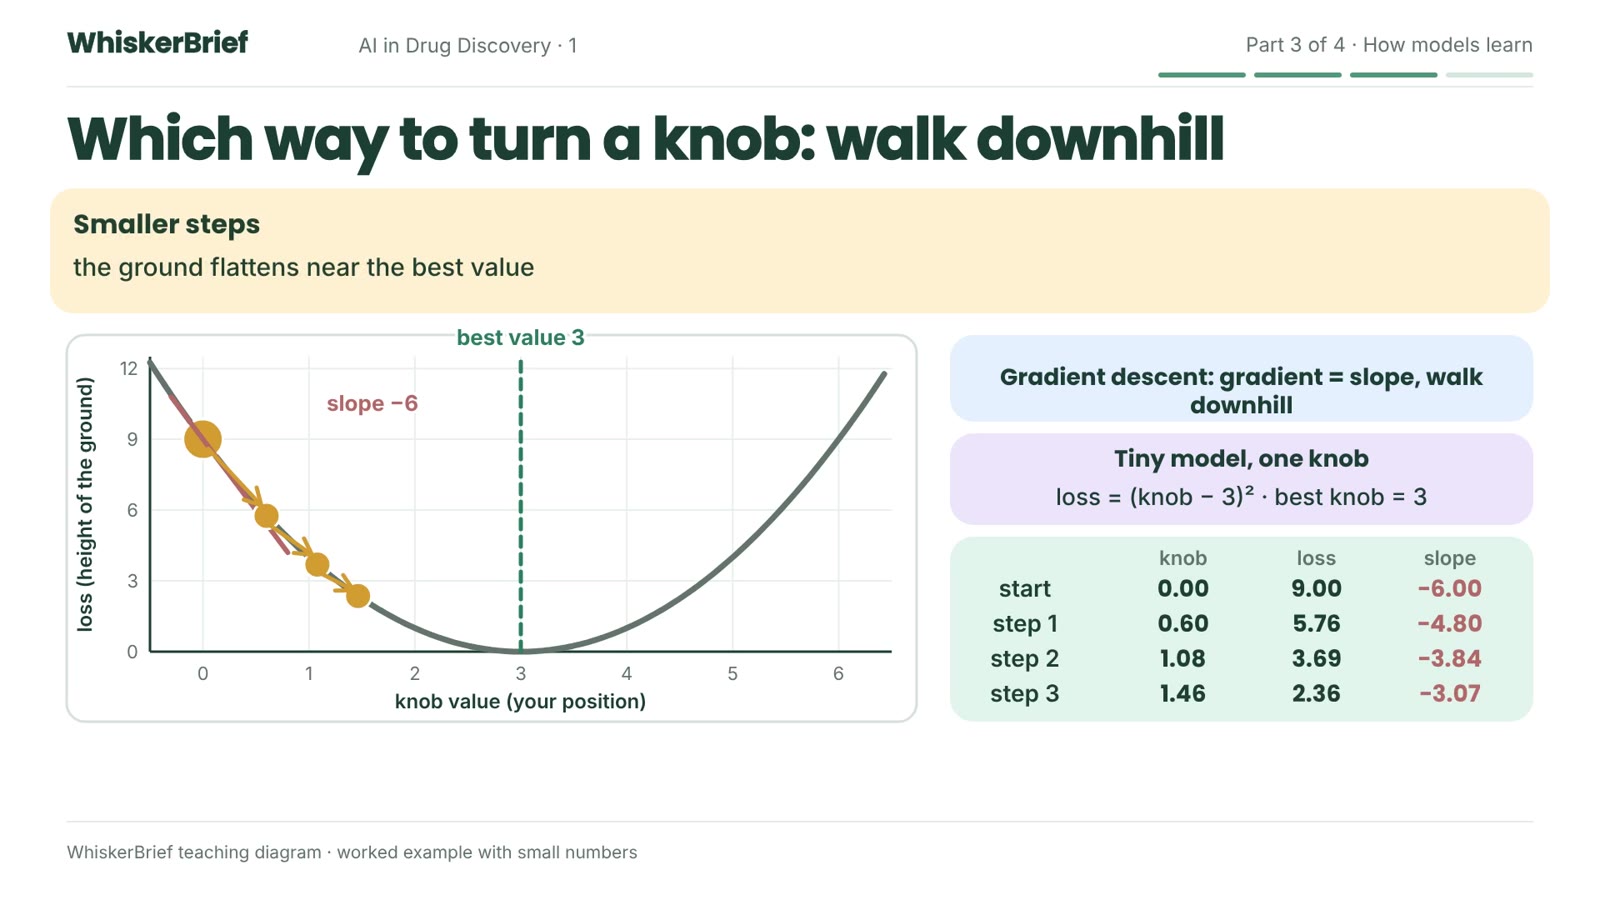 WhiskerBrief
AI in Drug Discovery · 1
Part 3 of 4 · How models learn
Which way to turn a knob: walk downhill
Smaller steps
the ground flattens near the best value
best value 3
slope −6
loss (height of the ground)
12
9
6
3
0
0 1 2 3 4 5 6
knob value (your position)
Gradient descent: gradient = slope, walk
downhill
Tiny model, one knob
loss = (knob − 3)² · best knob = 3
knob loss slope
start 0.00 9.00 −6.00
step 1 0.60 5.76 −4.80
step 2 1.08 3.69 −3.84
step 3 1.46 2.36 −3.07
WhiskerBrief teaching diagram · worked example with small numbers